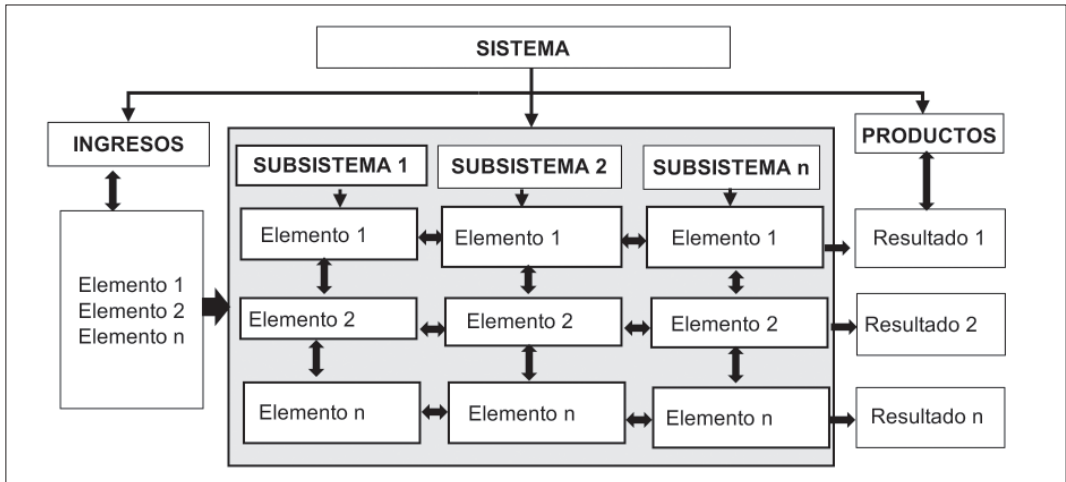 SISTEMA
INGRESOS
PRODUCTOS
SUBSISTEMA 1
SUBSISTEMA 2
SUBSISTEMA n
Elemento 1
Elemento 2
Elemento n
Elemento 1
Elemento 1
Elemento 1
Resultado 1
Elemento 2
Elemento 2
Elemento 2
Resultado 2
Elemento n
Elemento n
Elemento n
Resultado n